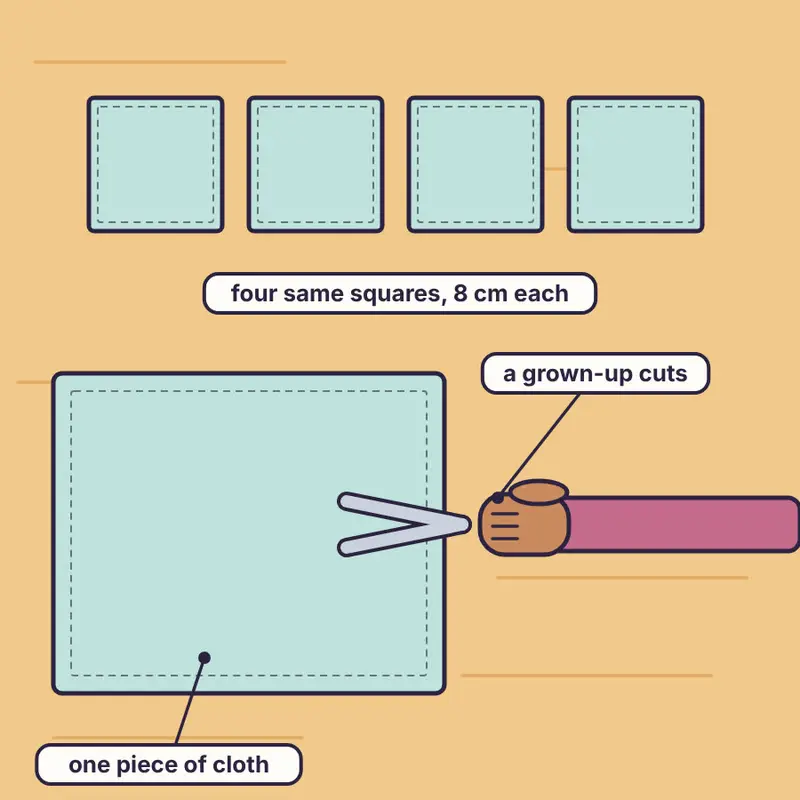 four same squares, 8 cm each
a grown-up cuts
one piece of cloth